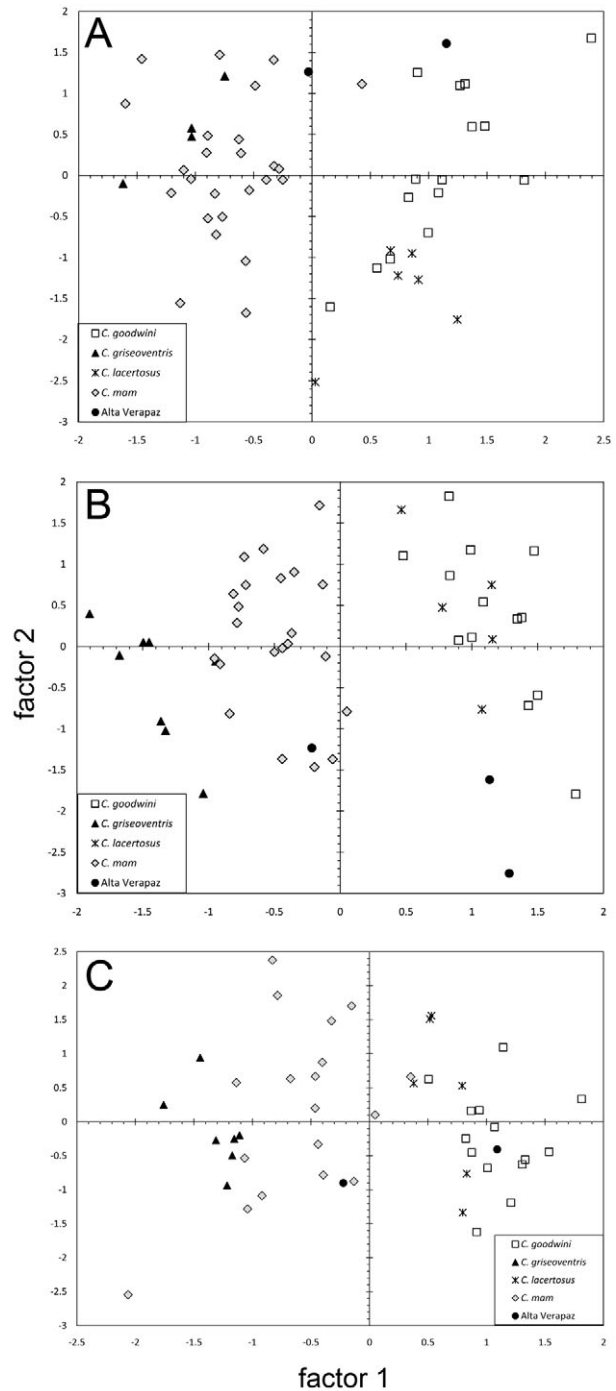 A
2
1.5
1
0.5
0
-0.5
-1
-1.5
-2
-2.5
-3
-2 -1.5 -1 -0.5 0 0.5 1 1.5 2 2.5
C. goodwini
C. griseoventris
C. lacertosus
C. mam
Alta Verapaz
B
2
1.5
1
0.5
0
-0.5
-1
-1.5
-2
-2.5
-3
-2 -1.5 -1 -0.5 0 0.5 1 1.5 2
C. goodwini
C. griseoventris
C. lacertosus
C. mam
Alta Verapaz
factor 2
C
2.5
2
1.5
1
0.5
0
-0.5
-1
-1.5
-2
-2.5
-3
-2.5 -2 -1.5 -1 -0.5 0 0.5 1 1.5 2
C. goodwini
C. griseoventris
C. lacertosus
C. mam
Alta Verapaz
factor 1